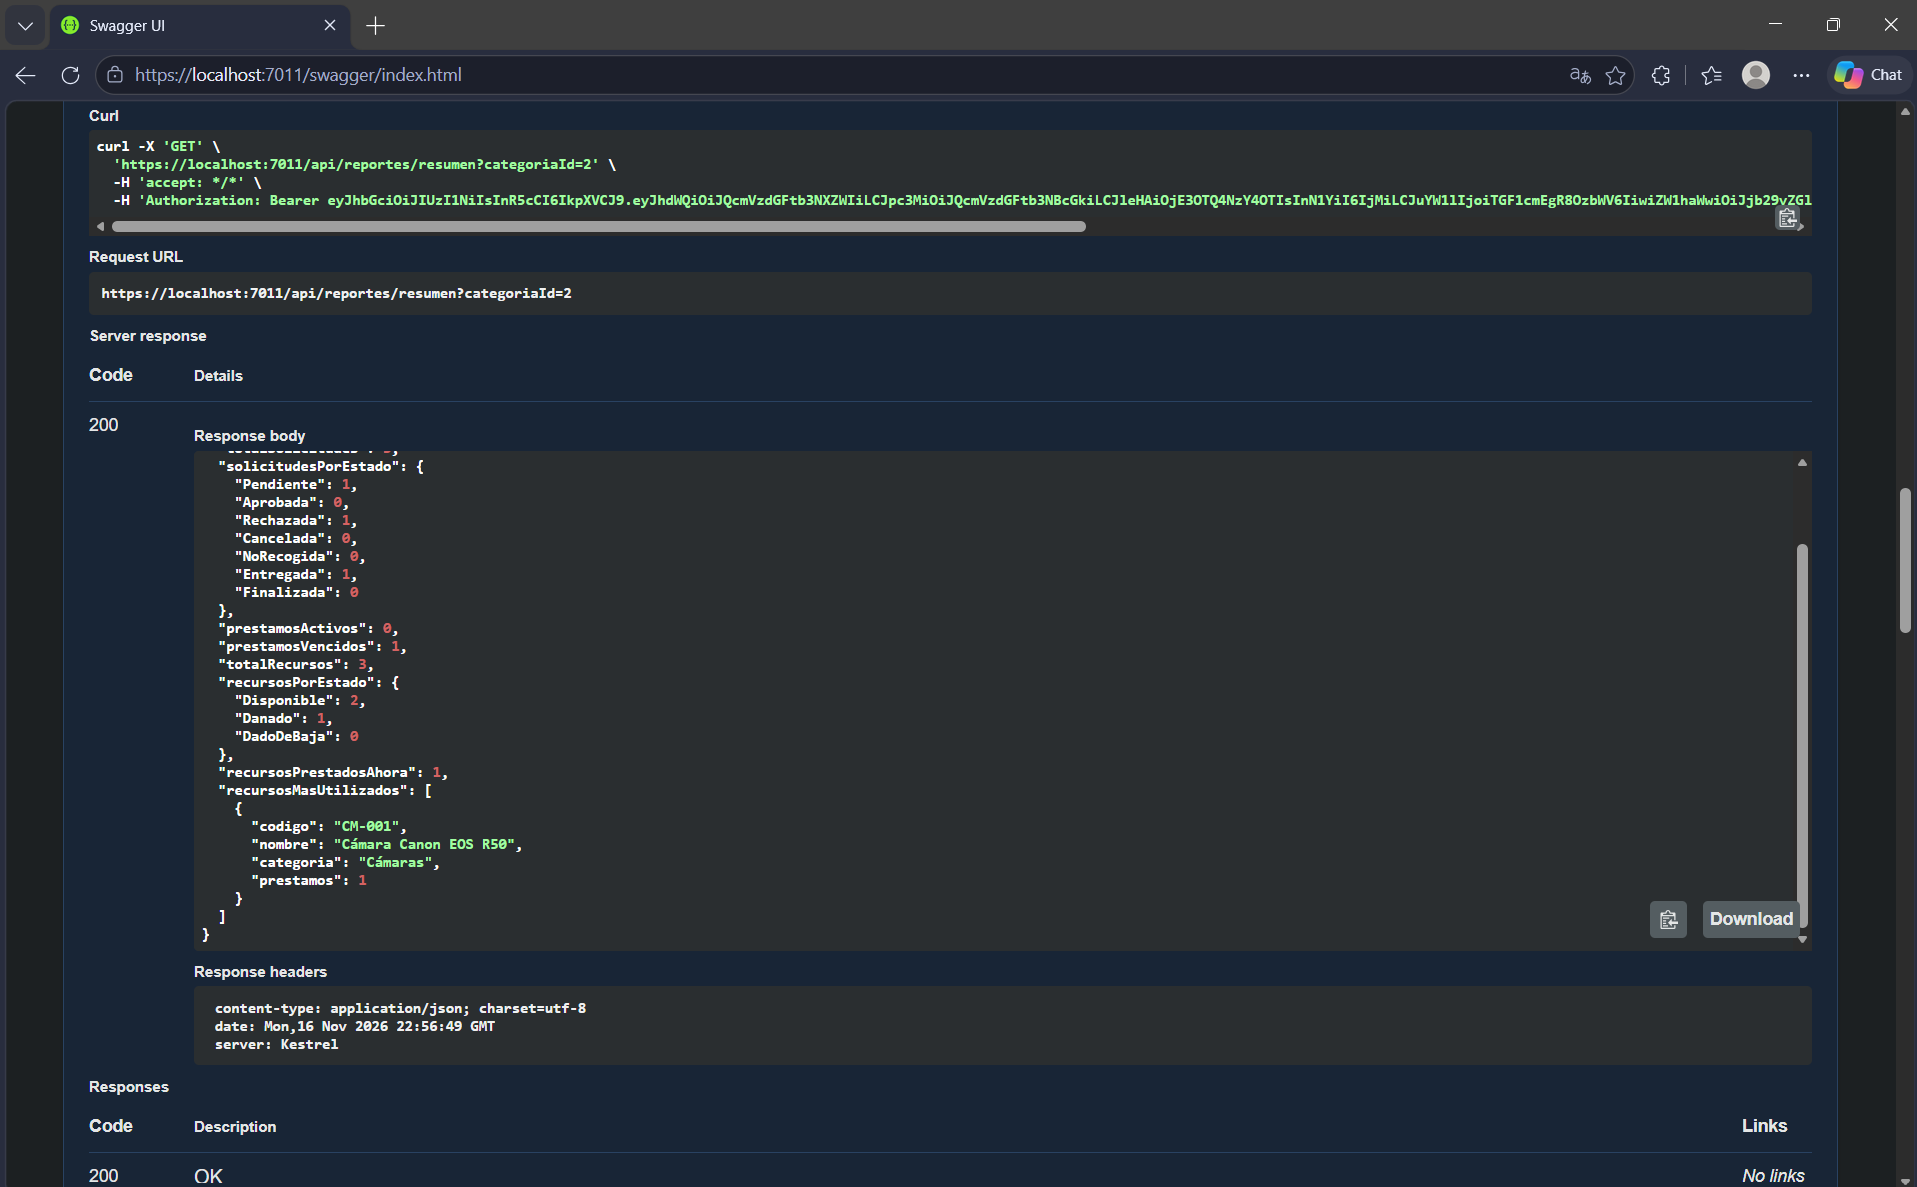 Swagger UI
https://localhost:7011/swagger/index.html
Chat
Curl
curl -X 'GET' \
'https://localhost:7011/api/reportes/resumen?categoriaId=2' \
-H 'accept: */*' \
-H 'Authorization: Bearer eyJhbGciOiJIUzI1NiIsInR5cCI6IkpXVCJ9.eyJhdWQiOiJQcmVzdGFtb3NXZWIiLCJpc3MiOiJQcmVzdGFtb3NBcGkiLCJleHAiOjE3OTQ4NzY4OTIsInN1YiI6IjMiLCJuYW1lIjoiTGF1cmEgR8OzbWV6IiwiZW1haWwiOiJjb29yZGl
Request URL
https://localhost:7011/api/reportes/resumen?categoriaId=2
Server response
Code Details
200
Response body
"solicitudesPorEstado": {
"Pendiente": 1,
"Aprobada": 0,
"Rechazada": 1,
"Cancelada": 0,
"NoRecogida": 0,
"Entregada": 1,
"Finalizada": 0
},
"prestamosActivos": 0,
"prestamosVencidos": 1,
"totalRecursos": 3,
"recursosPorEstado": {
"Disponible": 2,
"Danado": 1,
"DadoDeBaja": 0
},
"recursosPrestadosAhora": 1,
"recursosMasUtilizados": [
{
"codigo": "CM-001",
"nombre": "Cámara Canon EOS R50",
"categoria": "Cámaras",
"prestamos": 1
}
]
}
Download
Response headers
content-type: application/json; charset=utf-8
date: Mon,16 Nov 2026 22:56:49 GMT
server: Kestrel
Responses
Code Description Links
200 OK No links